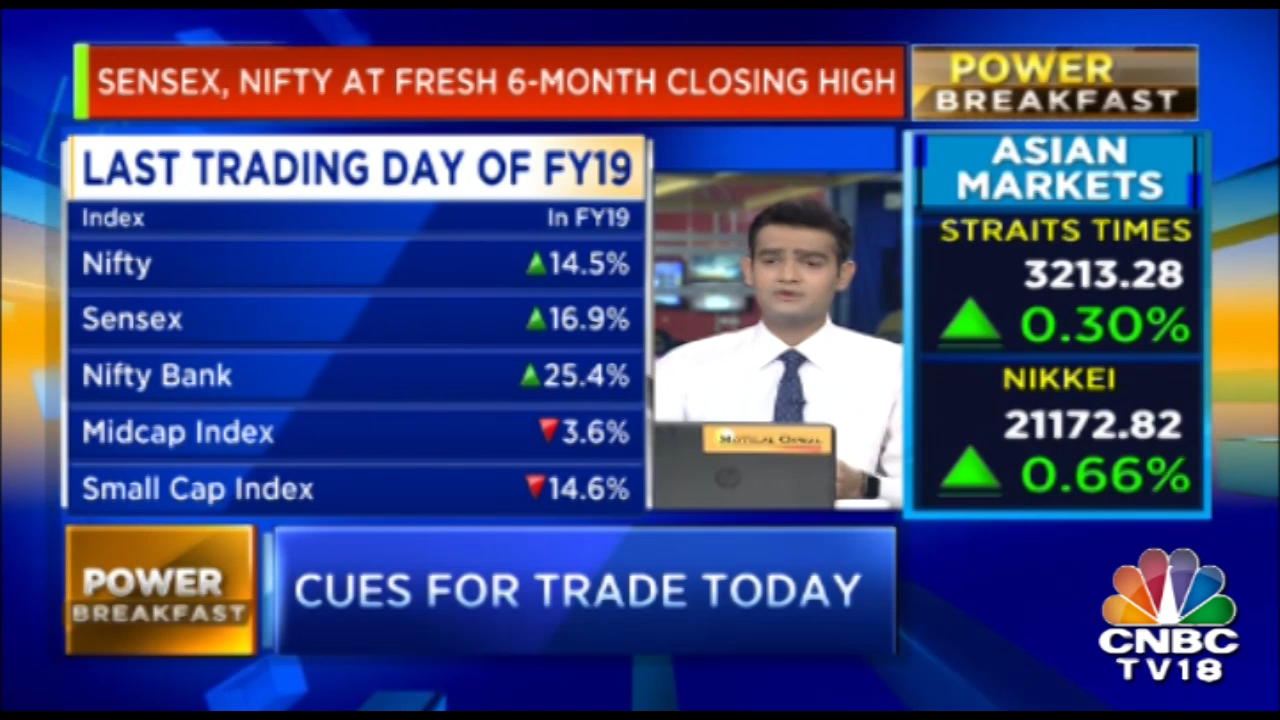 SENSEX, NIFTY AT FRESH 6-MONTH CLOSING HIGH
POWER
BREAKFAST
LAST TRADING DAY OF FY19
Index In FY19
Nifty ▲14.5%
Sensex ▲16.9%
Nifty Bank ▲25.4%
Midcap Index ▼3.6%
Small Cap Index ▼14.6%
ASIAN
MARKETS
STRAITS TIMES
3213.28
▲ 0.30%
NIKKEI
21172.82
▲ 0.66%
MOTILAL OSWAL
hp
POWER
BREAKFAST
CUES FOR TRADE TODAY
CNBC
TV18